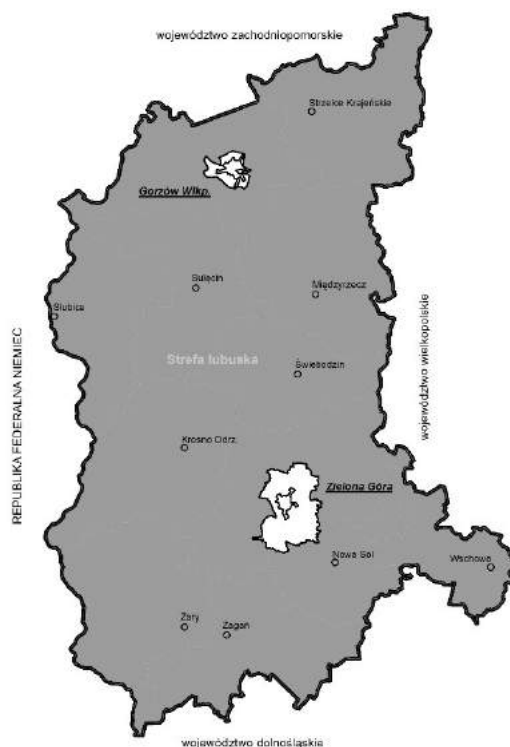 województwo zachodniopomorskie
Strzelce Krajeńskie
Gorzów Wlkp.
Sulęcin
Międzyrzecz
Słubice
REPUBLIKA FEDERALNA NIEMIEC
województwo wielkopolskie
Strefa lubuska
Świebodzin
Krosno Odrz.
Zielona Góra
Nowa Sól
Wschowa
Żary
Żagań
województwo dolnośląskie